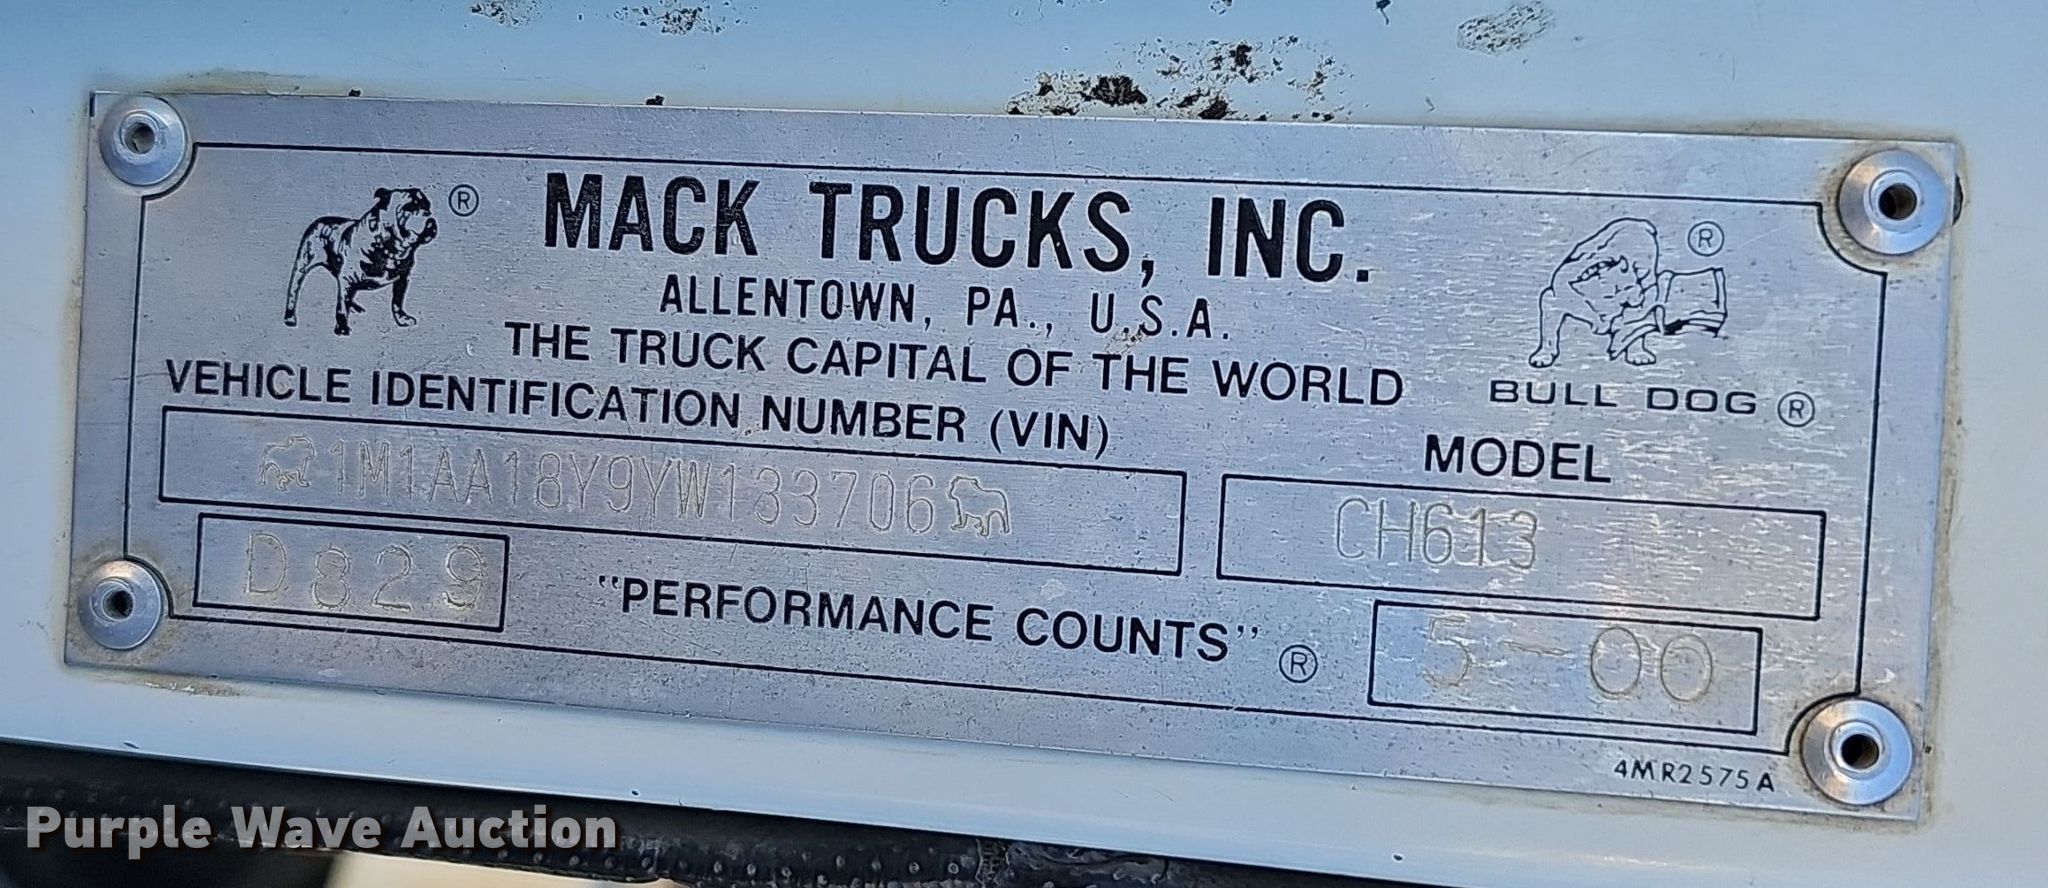 ® MACK TRUCKS, INC. ®
ALLENTOWN, PA., U.S.A.
THE TRUCK CAPITAL OF THE WORLD
BULL DOG ®
VEHICLE IDENTIFICATION NUMBER (VIN)
MODEL
1M1AA18Y9YW133706
CH613
D829
"PERFORMANCE COUNTS" ®
5-00
4MR2575A
Purple Wave Auction